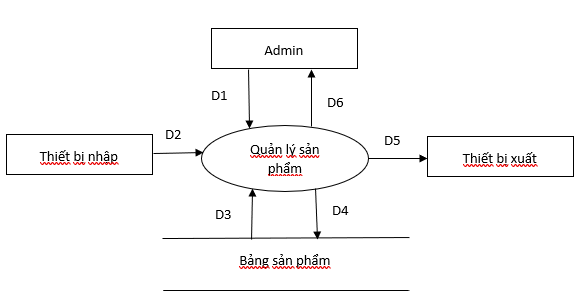 Admin
D1
D6
D2
D5
Thiết bị nhập
Quản lý sản
phẩm
Thiết bị xuất
D3
D4
Bảng sản phẩm